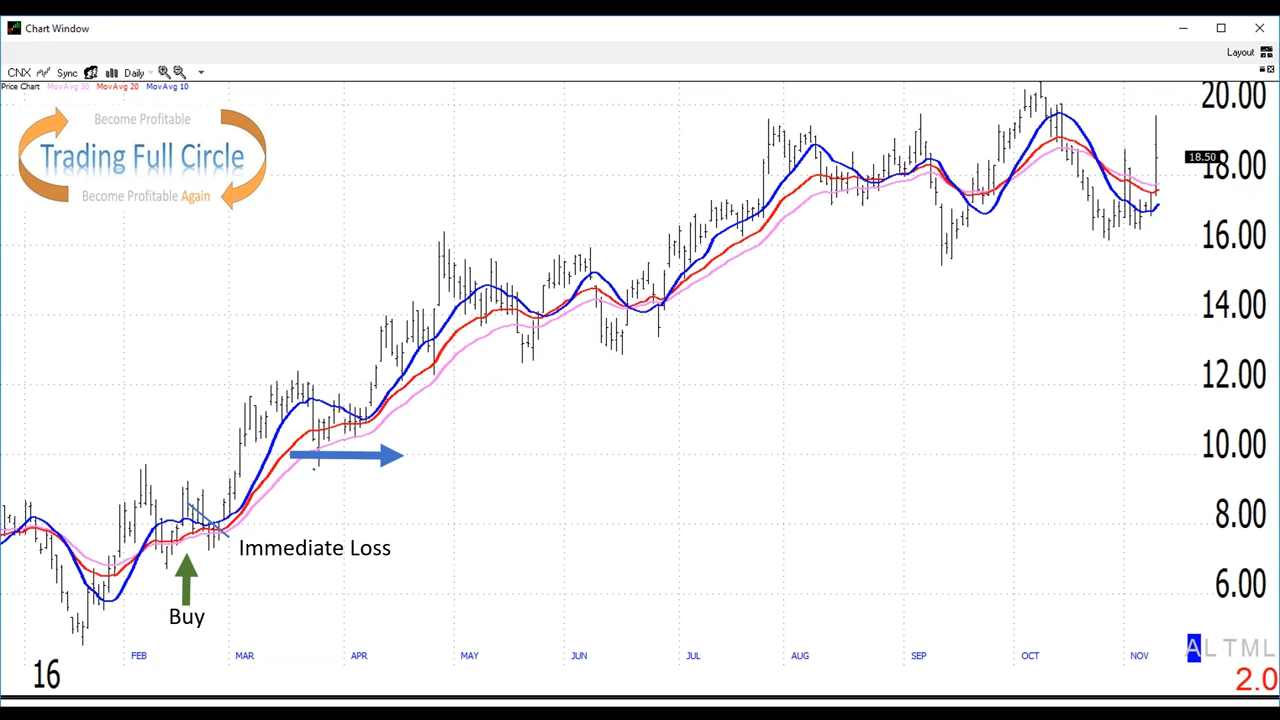 Chart Window
Layout
CNX Sync Daily
Price Chart MovAvg 30 MovAvg 20 MovAvg 10
Become Profitable
Trading Full Circle
Become Profitable Again
20.00
18.50
18.00
16.00
14.00
12.00
10.00
8.00
6.00
Immediate Loss
Buy
FEB MAR APR MAY JUN JUL AUG SEP OCT NOV
16
ALTML
2.0